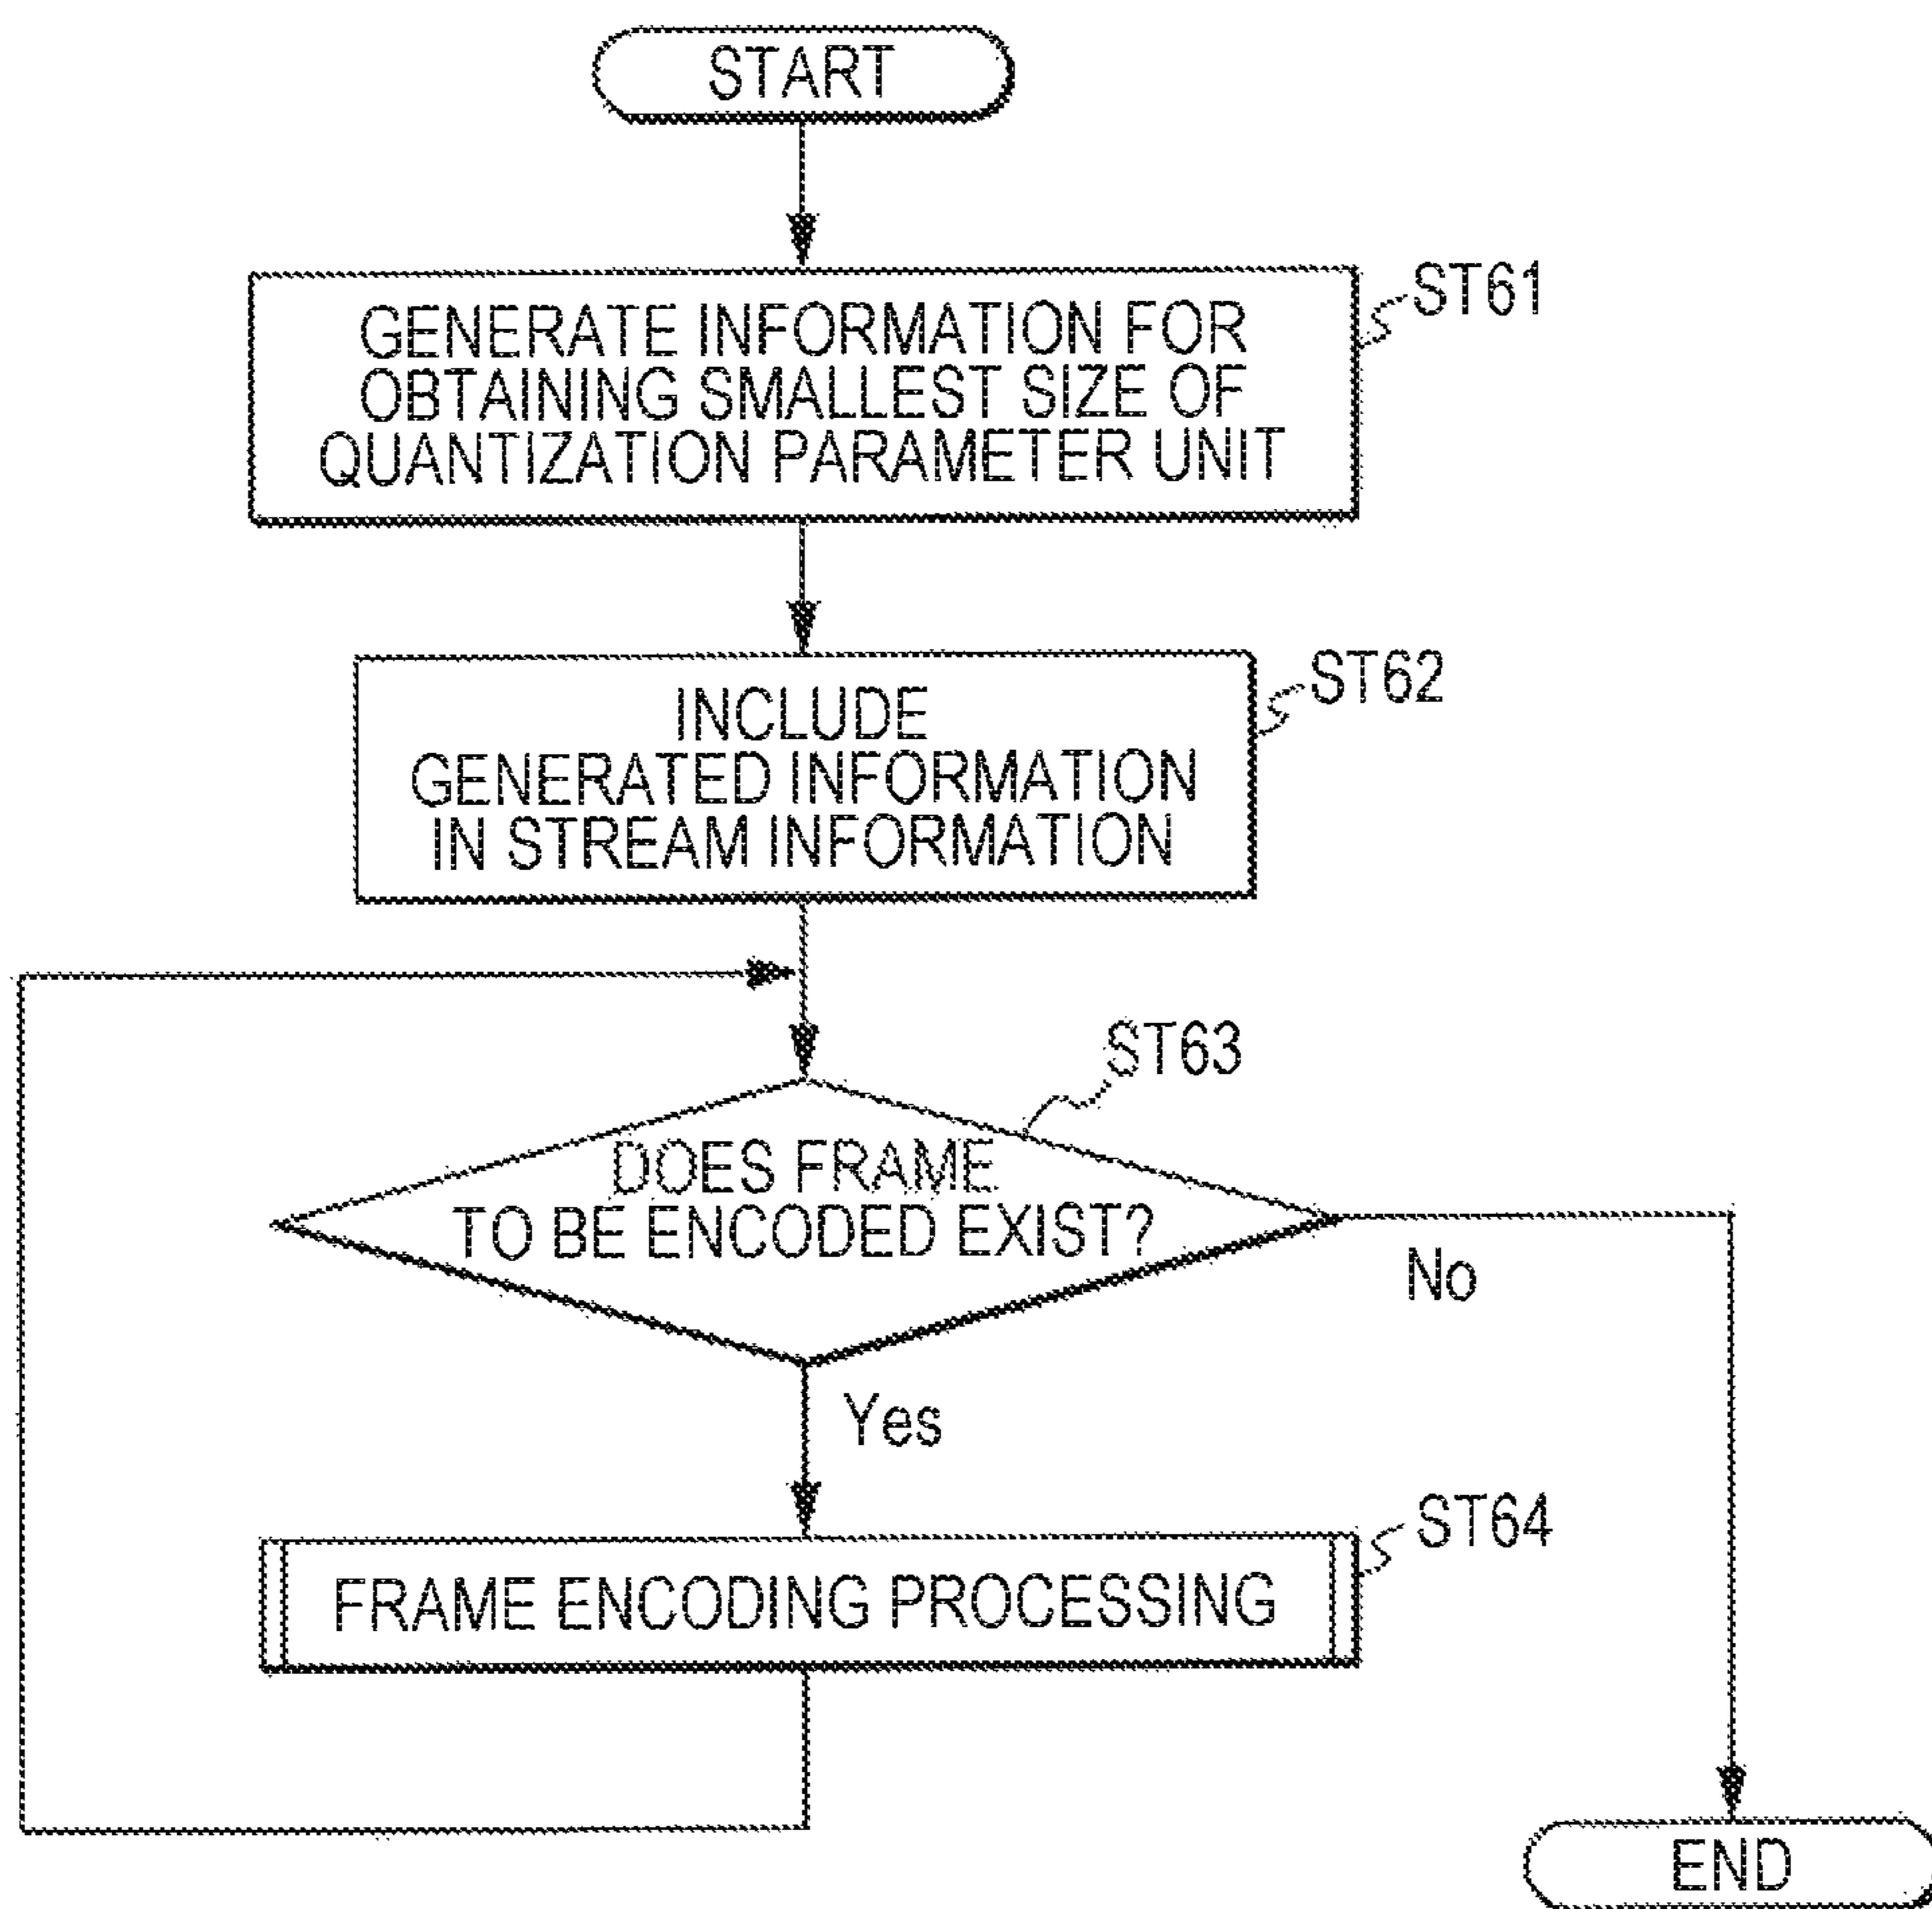 START
GENERATE INFORMATION FOR
OBTAINING SMALLEST SIZE OF
QUANTIZATION PARAMETER UNIT
ST61
INCLUDE
GENERATED INFORMATION
IN STREAM INFORMATION
ST62
ST63
DOES FRAME
TO BE ENCODED EXIST?
No
Yes
ST64
FRAME ENCODING PROCESSING
END